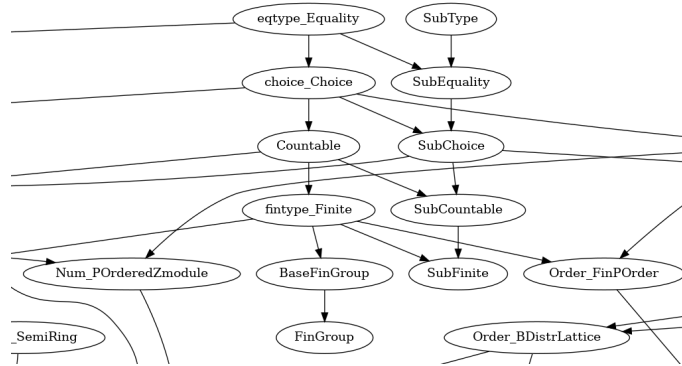 eqtype_Equality
SubType
choice_Choice
SubEquality
Countable
SubChoice
fintype_Finite
SubCountable
Num_POrderedZmodule
BaseFinGroup
SubFinite
Order_FinPOrder
_SemiRing
FinGroup
Order_BDistrLattice